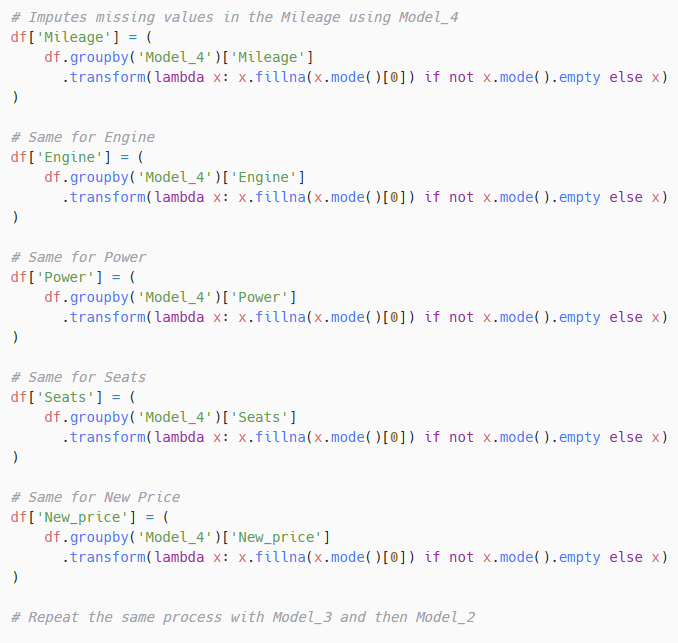 # Imputes missing values in the Mileage using Model_4
df['Mileage'] = (
    df.groupby('Model_4')['Mileage']
      .transform(lambda x: x.fillna(x.mode()[0]) if not x.mode().empty else x)
)

# Same for Engine
df['Engine'] = (
    df.groupby('Model_4')['Engine']
      .transform(lambda x: x.fillna(x.mode()[0]) if not x.mode().empty else x)
)

# Same for Power
df['Power'] = (
    df.groupby('Model_4')['Power']
      .transform(lambda x: x.fillna(x.mode()[0]) if not x.mode().empty else x)
)

# Same for Seats
df['Seats'] = (
    df.groupby('Model_4')['Seats']
      .transform(lambda x: x.fillna(x.mode()[0]) if not x.mode().empty else x)
)

# Same for New Price
df['New_price'] = (
    df.groupby('Model_4')['New_price']
      .transform(lambda x: x.fillna(x.mode()[0]) if not x.mode().empty else x)
)

# Repeat the same process with Model_3 and then Model_2